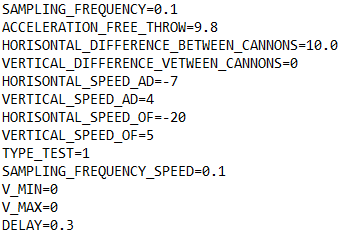 SAMPLING_FREQUENCY=0.1
ACCELERATION_FREE_THROW=9.8
HORISONTAL_DIFFERENCE_BETWEEN_CANNONS=10.0
VERTICAL_DIFFERENCE_VETWEEN_CANNONS=0
HORISONTAL_SPEED_AD=-7
VERTICAL_SPEED_AD=4
HORISONTAL_SPEED_OF=-20
VERTICAL_SPEED_OF=5
TYPE_TEST=1
SAMPLING_FREQUENCY_SPEED=0.1
V_MIN=0
V_MAX=0
DELAY=0.3